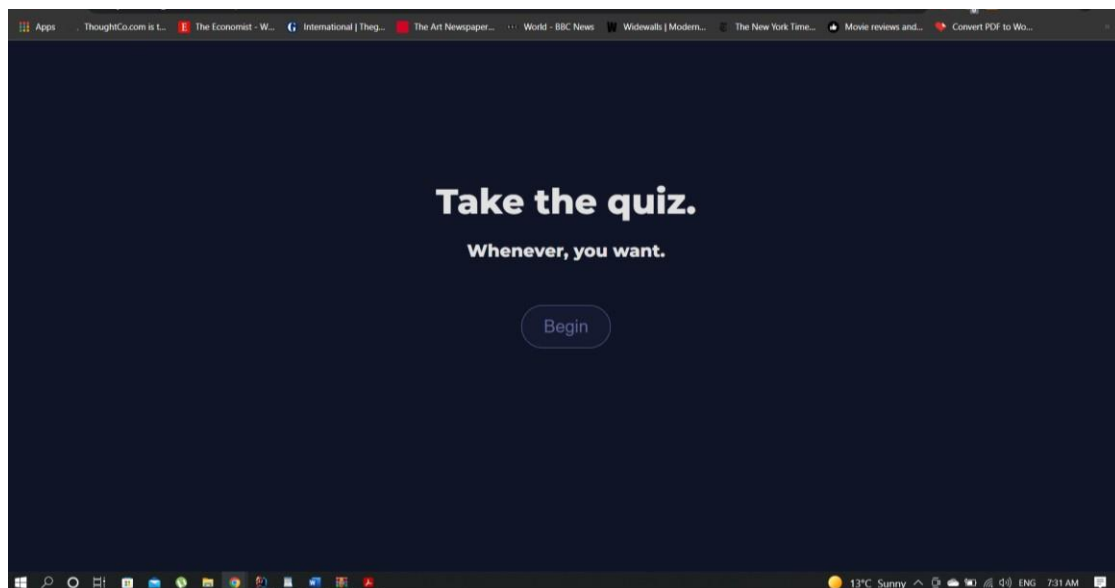 Apps
ThoughtCo.com is t...
The Economist - W...
International | Theg...
The Art Newspaper...
World - BBC News
Widewalls | Modern...
The New York Time...
Movie reviews and...
Convert PDF to Wo...
Take the quiz.
Whenever, you want.
Begin
13°C Sunny
ENG
7:31 AM